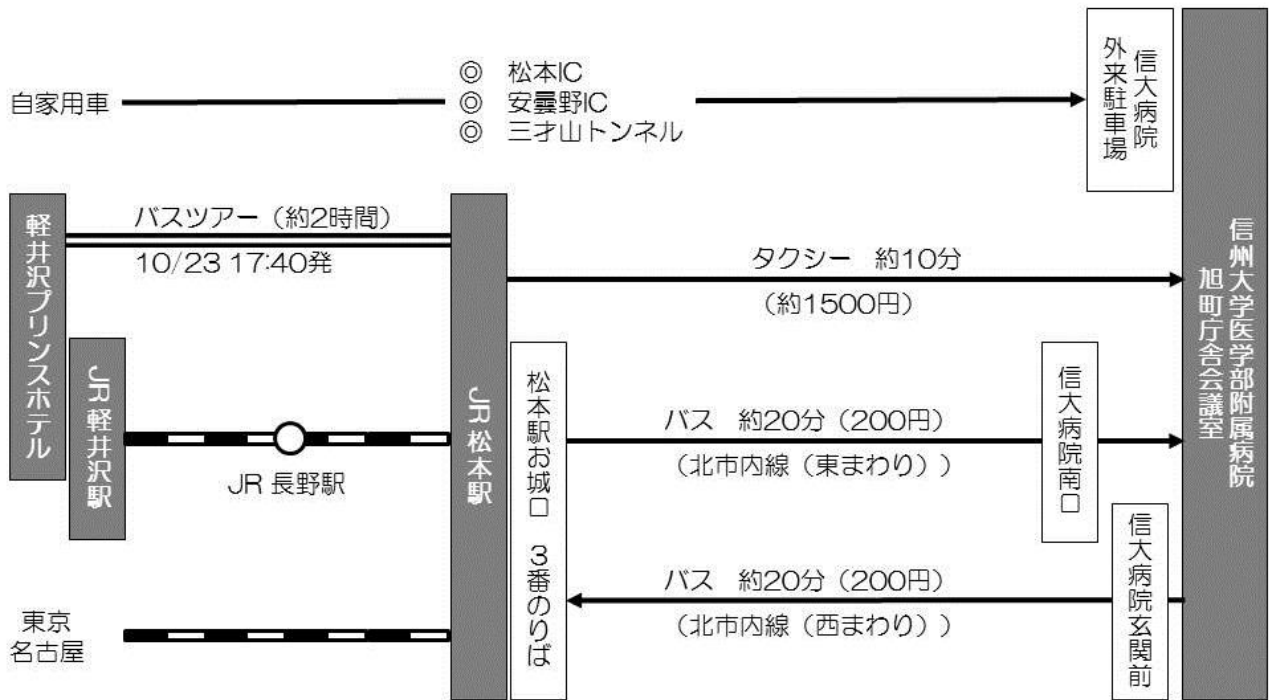 自家用車
◎ 松本IC
◎ 安曇野IC
◎ 三才山トンネル
信大病院
外来駐車場
軽井沢プリンスホテル
バスツアー（約2時間）
10/23 17:40発
JR 軽井沢駅
JR 長野駅
東京
名古屋
JR 松本駅
タクシー 約10分
（約1500円）
松本駅お城口 3番のりば
バス 約20分（200円）
（北市内線（東まわり））
信大病院南口
バス 約20分（200円）
（北市内線（西まわり））
信大病院玄関前
信州大学医学部附属病院
旭町庁舎会議室